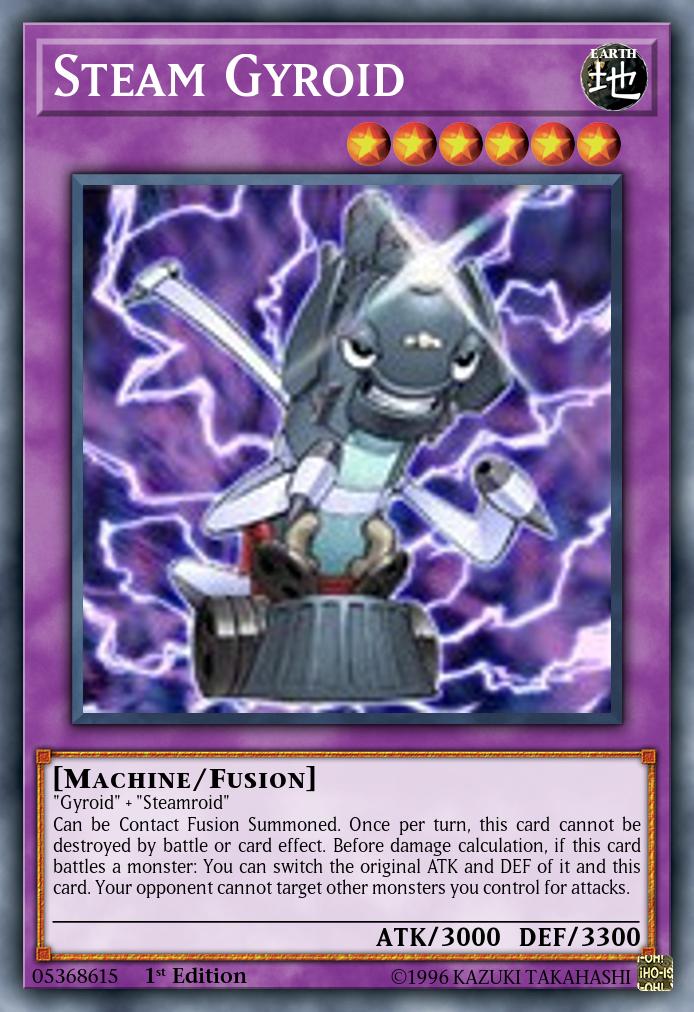 Steam Gyroid
EARTH
地
[Machine/Fusion]
"Gyroid" + "Steamroid"
Can be Contact Fusion Summoned. Once per turn, this card cannot be
destroyed by battle or card effect. Before damage calculation, if this card
battles a monster: You can switch the original ATK and DEF of it and this
card. Your opponent cannot target other monsters you control for attacks.
ATK/3000 DEF/3300
05368615 1st Edition ©1996 KAZUKI TAKAHASHI